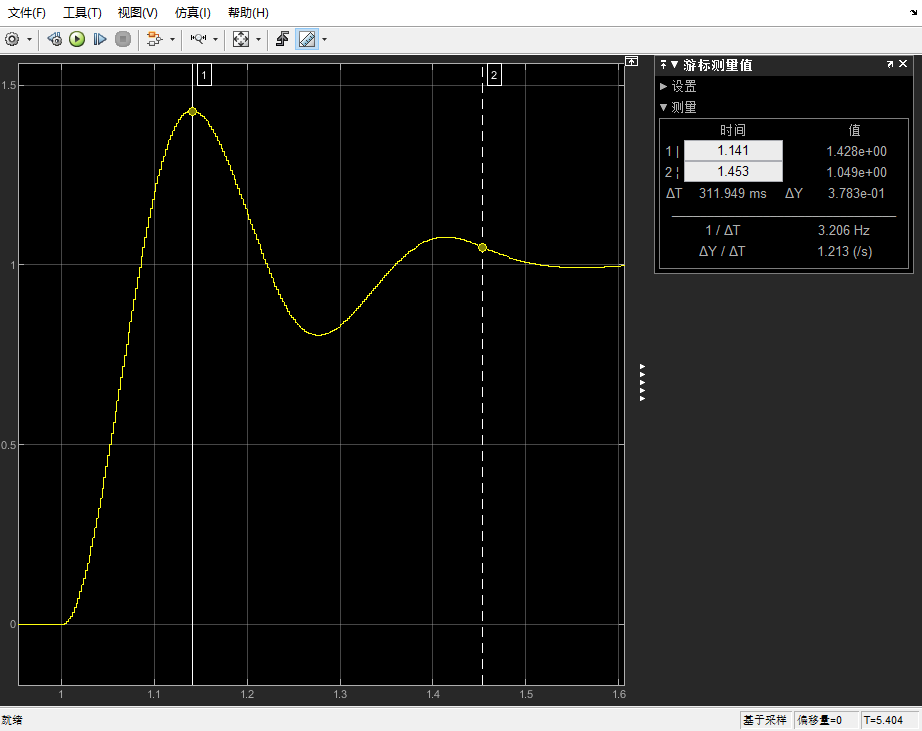 文件(F) 工具(T) 视图(V) 仿真(I) 帮助(H)
1
2
1.5
1
0.5
0
1 1.1 1.2 1.3 1.4 1.5 1.6
游标测量值
设置
测量
时间 值
1 | 1.141 1.428e+00
2 ¦ 1.453 1.049e+00
ΔT 311.949 ms ΔY 3.783e-01
1 / ΔT 3.206 Hz
ΔY / ΔT 1.213 (/s)
就绪 基于采样 偏移量=0 T=5.404